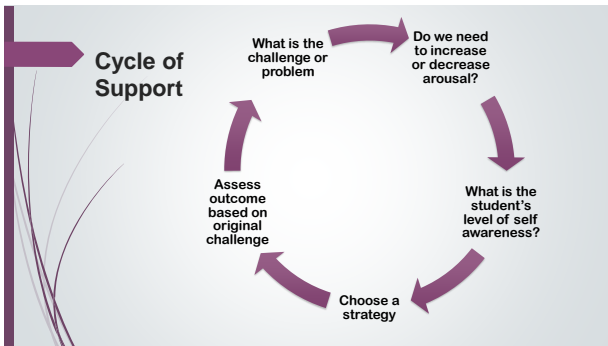 Cycle of
Support
What is the
challenge or
problem
Do we need
to increase
or decrease
arousal?
What is the
student's
level of self
awareness?
Choose a
strategy
Assess
outcome
based on
original
challenge